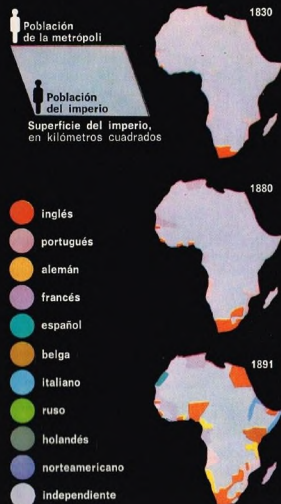 Población
de la metrópoli
Población
del imperio
Superficie del imperio,
en kilómetros cuadrados
1830
1880
1891
inglés
portugués
alemán
francés
español
belga
italiano
ruso
holandés
norteamericano
independiente